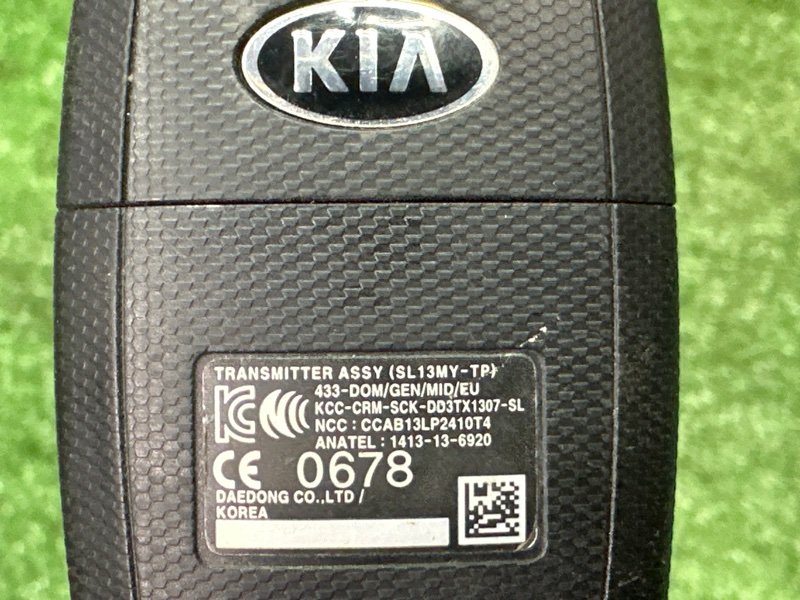 KIA
TRANSMITTER ASSY (SL13MY-TP)
433-DOM/GEN/MID/EU
KCC-CRM-SCK-DD3TX1307-SL
NCC : CCAB13LP2410T4
ANATEL : 1413-13-6920
CE 0678
DAEDONG CO.,LTD /
KOREA